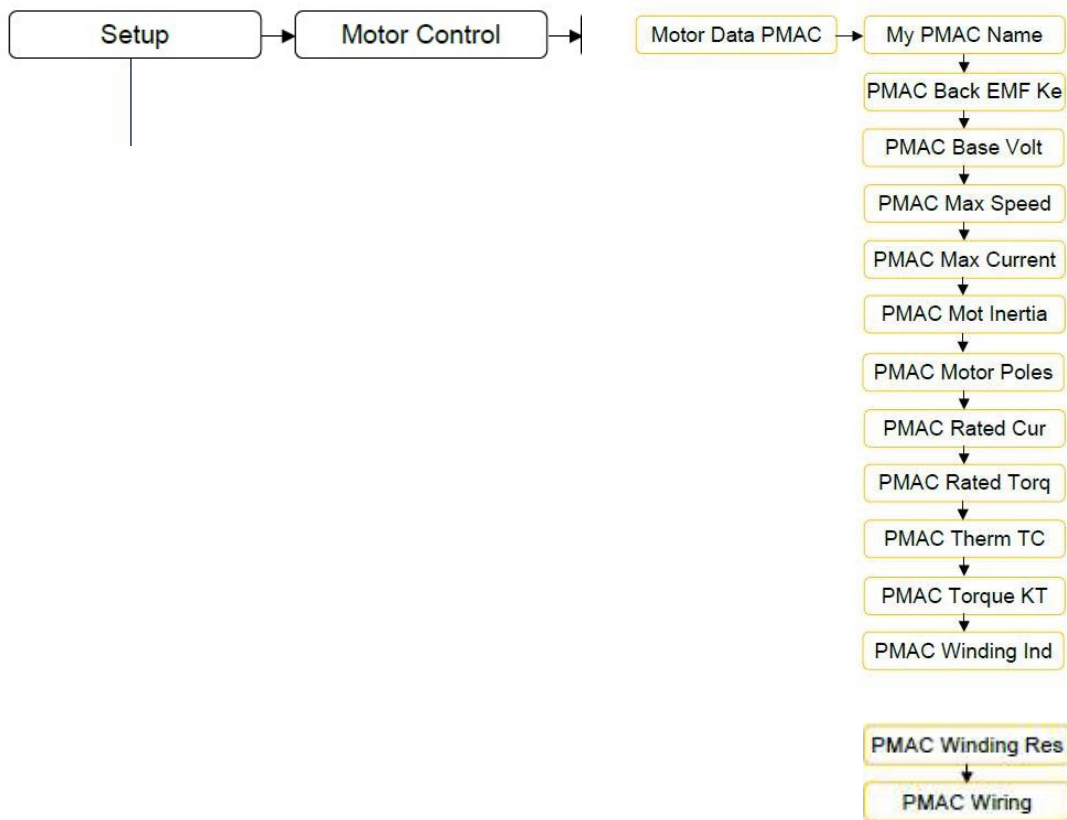 Setup
Motor Control
Motor Data PMAC
My PMAC Name
PMAC Back EMF Ke
PMAC Base Volt
PMAC Max Speed
PMAC Max Current
PMAC Mot Inertia
PMAC Motor Poles
PMAC Rated Cur
PMAC Rated Torq
PMAC Therm TC
PMAC Torque KT
PMAC Winding Ind
PMAC Winding Res
PMAC Wiring